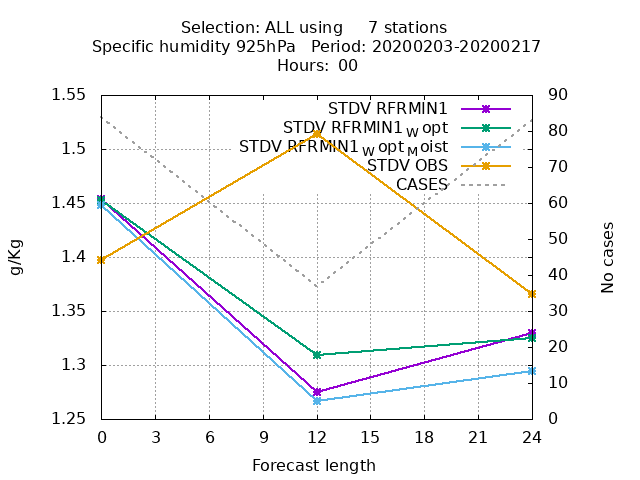 Selection: ALL using 7 stations
Specific humidity 925hPa Period: 20200203-20200217
Hours: 00
STDV RFRMIN1
STDV RFRMIN1_W opt
STDV RFRMIN1_W opt_M oist
STDV OBS
CASES
1.55
1.5
1.45
1.4
1.35
1.3
1.25
g/Kg
90
80
70
60
50
40
30
20
10
0
No cases
0 3 6 9 12 15 18 21 24
Forecast length